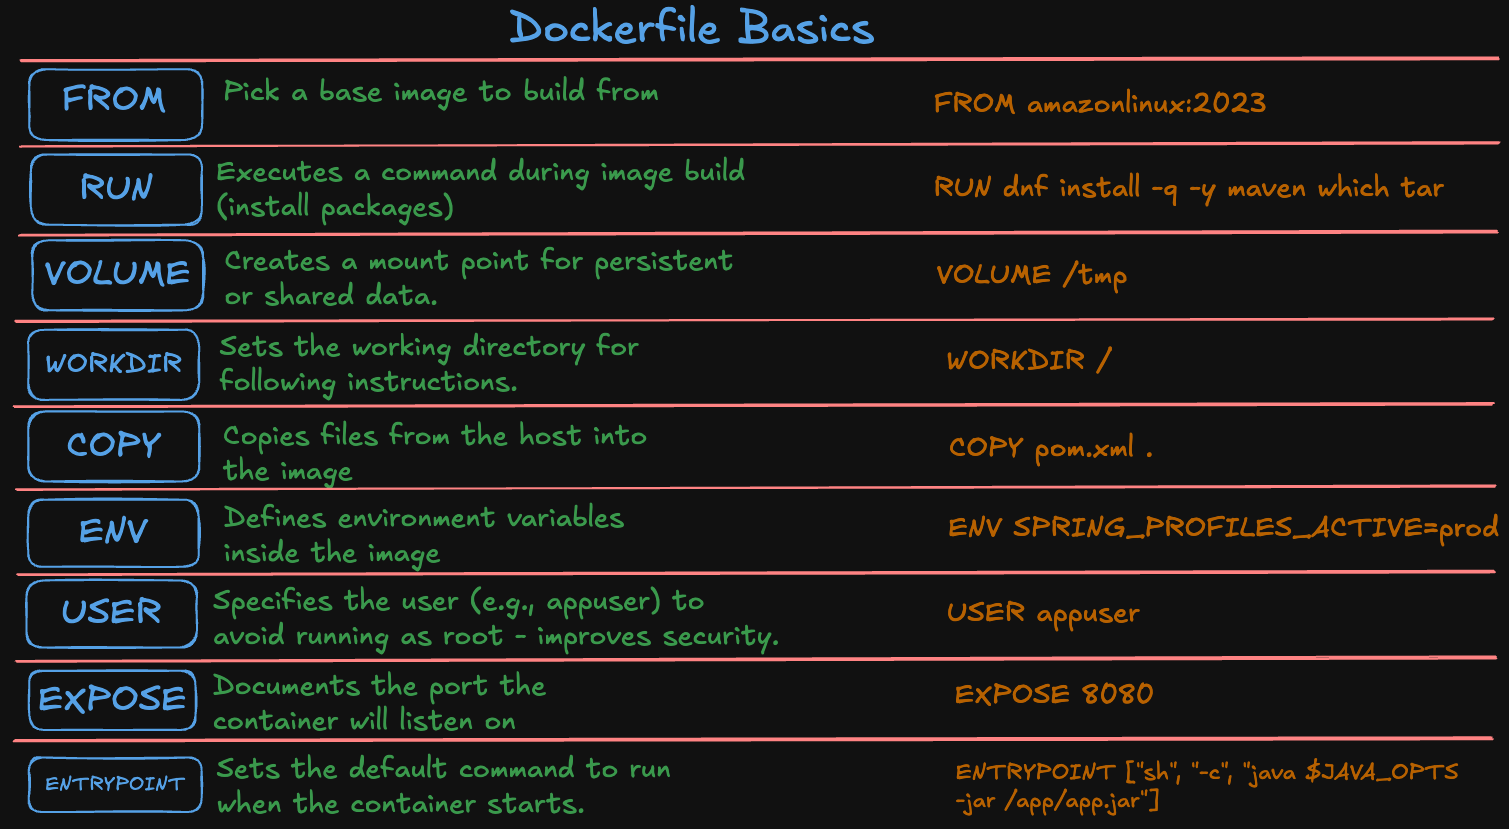 Dockerfile Basics
FROM
Pick a base image to build from
FROM amazonlinux:2023
RUN
Executes a command during image build
(install packages)
RUN dnf install -q -y maven which tar
VOLUME
Creates a mount point for persistent
or shared data.
VOLUME /tmp
WORKDIR
Sets the working directory for
following instructions.
WORKDIR /
COPY
Copies files from the host into
the image
COPY pom.xml .
ENV
Defines environment variables
inside the image
ENV SPRING_PROFILES_ACTIVE=prod
USER
Specifies the user (e.g., appuser) to
avoid running as root - improves security.
USER appuser
EXPOSE
Documents the port the
container will listen on
EXPOSE 8080
ENTRYPOINT
Sets the default command to run
when the container starts.
ENTRYPOINT ["sh", "-c", "java $JAVA_OPTS
-jar /app/app.jar"]